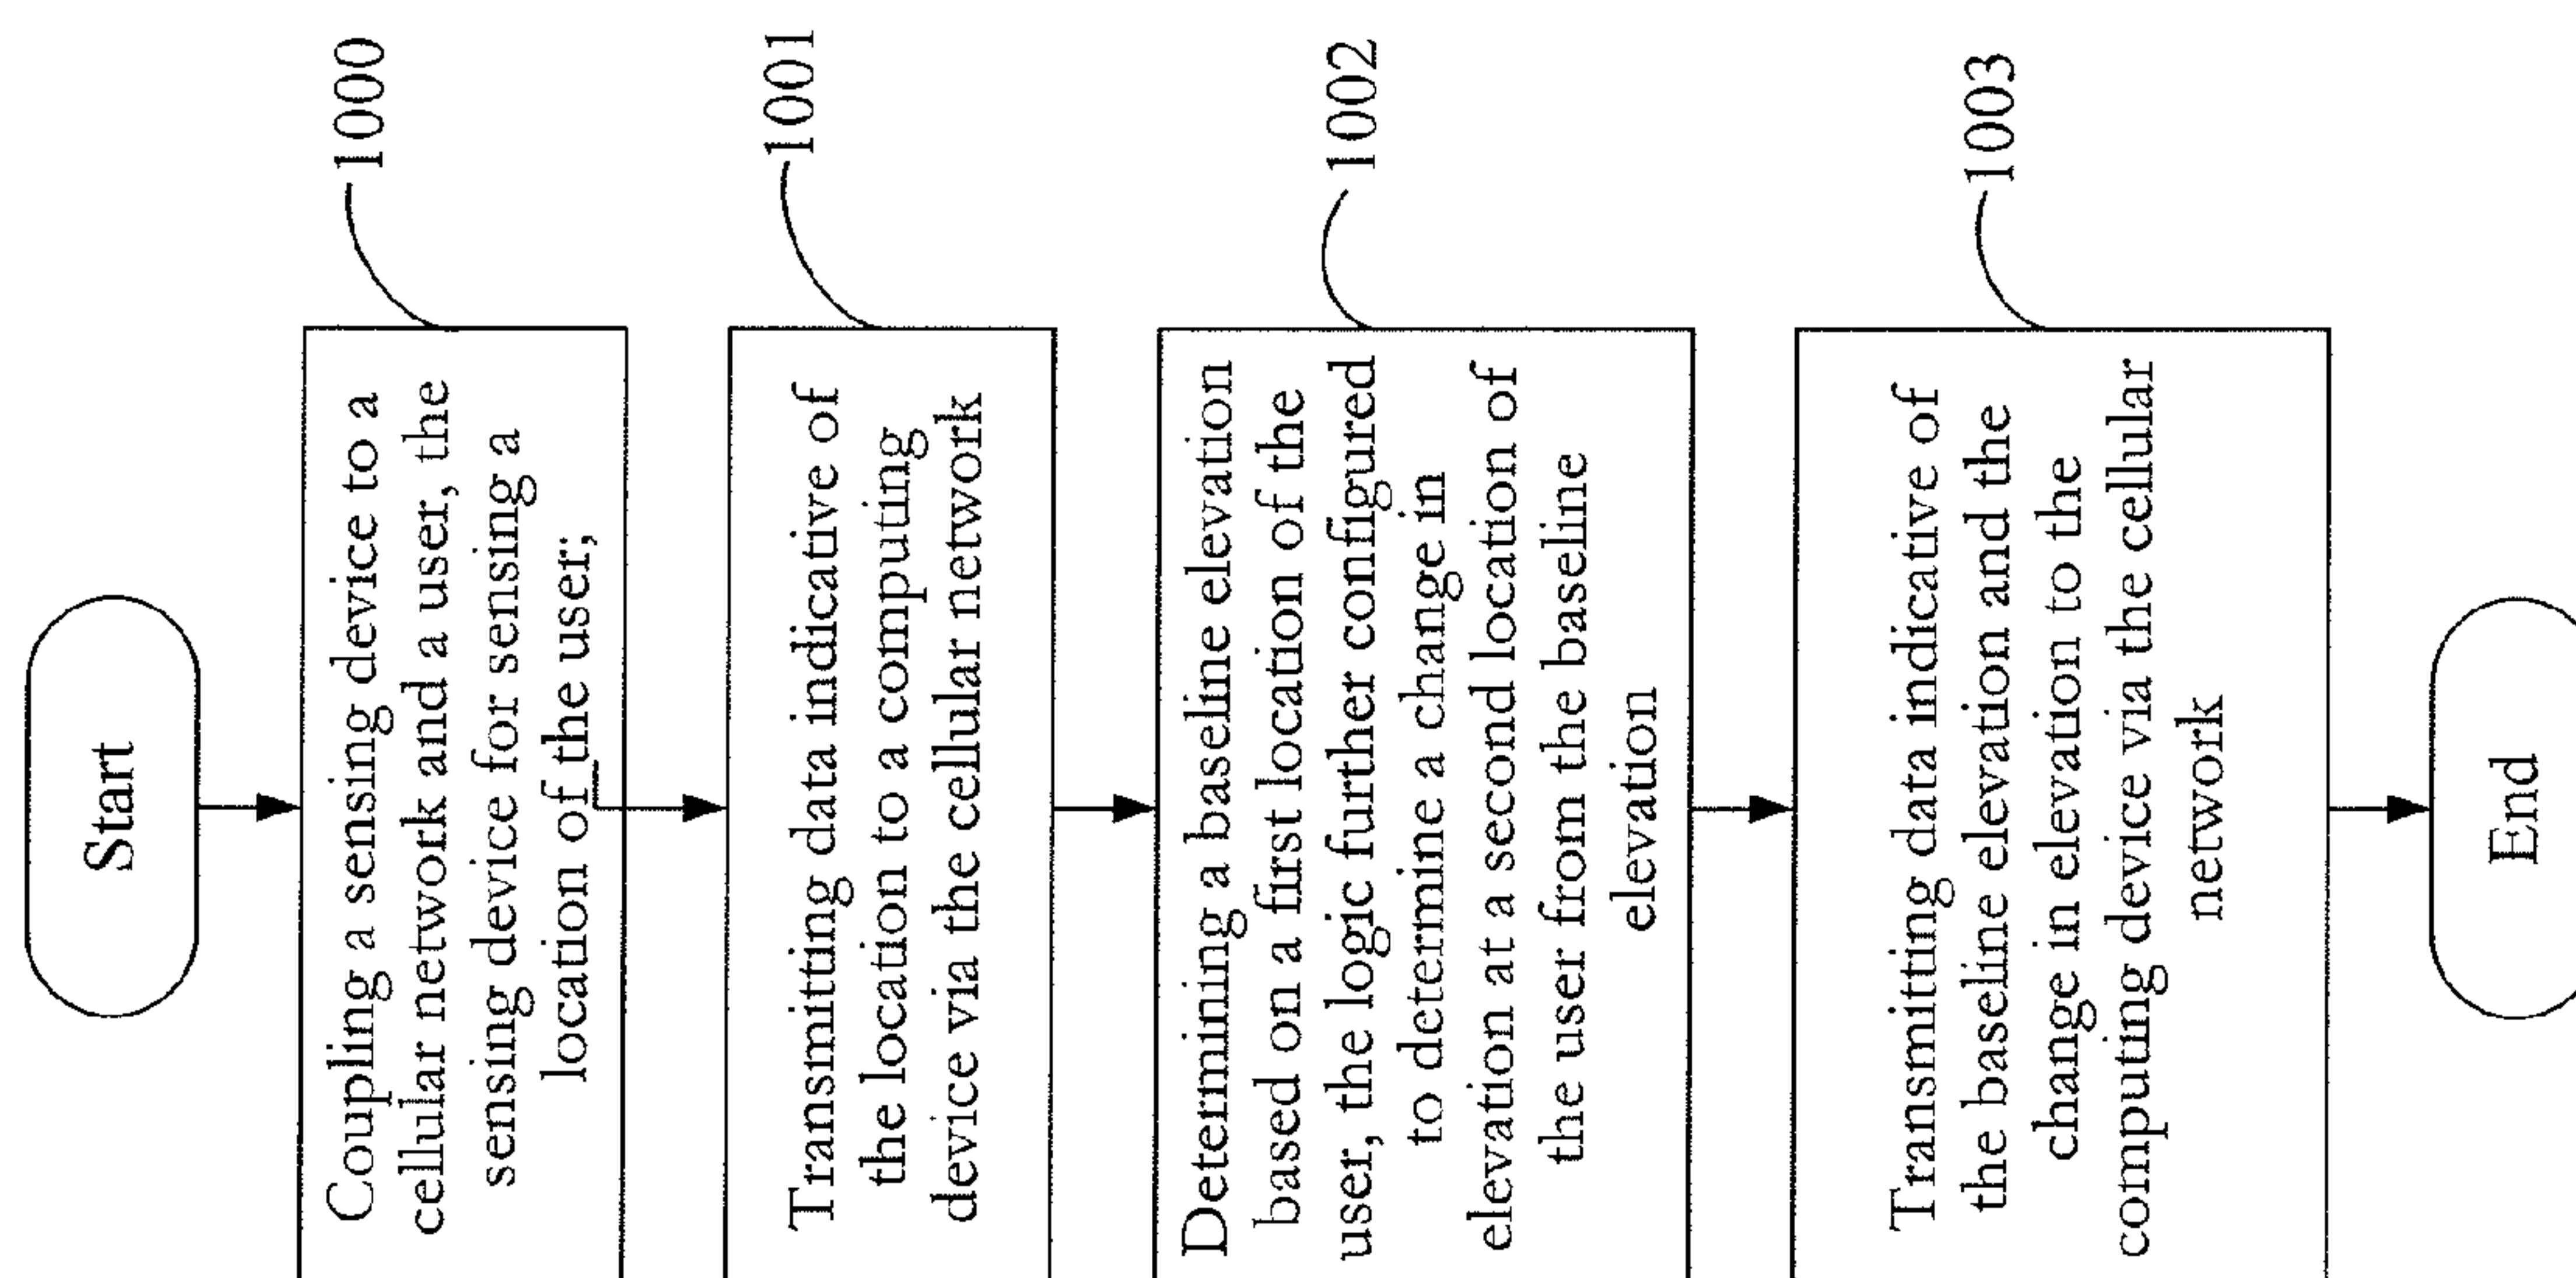 Start
Coupling a sensing device to a
cellular network and a user, the
sensing device for sensing a
location of the user;
1000
Transmitting data indicative of
the location to a computing
device via the cellular network
1001
Determining a baseline elevation
based on a first location of the
user, the logic further configured
to determine a change in
elevation at a second location of
the user from the baseline
elevation
1002
Transmitting data indicative of
the baseline elevation and the
change in elevation to the
computing device via the cellular
network
1003
End